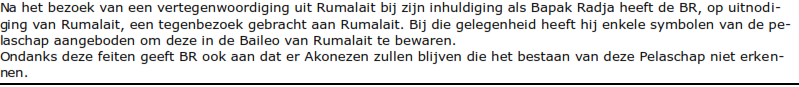 Na het bezoek van een vertegenwoordiging uit Rumalait bij zijn inhuldiging als Bapak Radja heeft de BR, op uitnodi-
ging van Rumalait, een tegenbezoek gebracht aan Rumalait. Bij die gelegenheid heeft hij enkele symbolen van de pe-
laschap aangeboden om deze in de Baileo van Rumalait te bewaren.
Ondanks deze feiten geeft BR ook aan dat er Akonezen zullen blijven die het bestaan van deze Pelaschap niet erken-
nen.